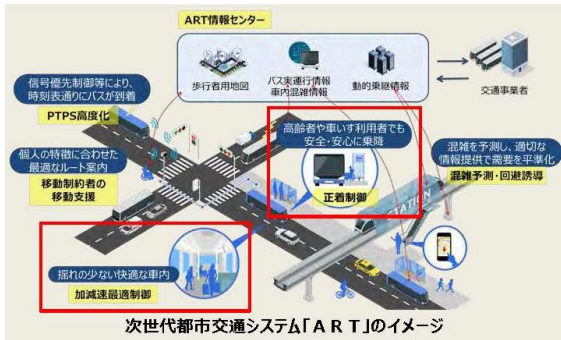 ART情報センター
歩行者用地図
バス実運行情報
車内混雑情報
動的乗継情報
交通事業者
信号優先制御等により、
時刻表通りにバスが到着
PTPS高度化
個人の特徴に合わせた
最適なルート案内
移動制約者の
移動支援
高齢者や車いす利用者でも
安全・安心に乗降
正着制御
混雑を予測し、適切な
情報提供で需要を平準化
混雑予測・回避誘導
STATION
揺れの少ない快適な車内
加減速最適制御
次世代都市交通システム「ART」のイメージ